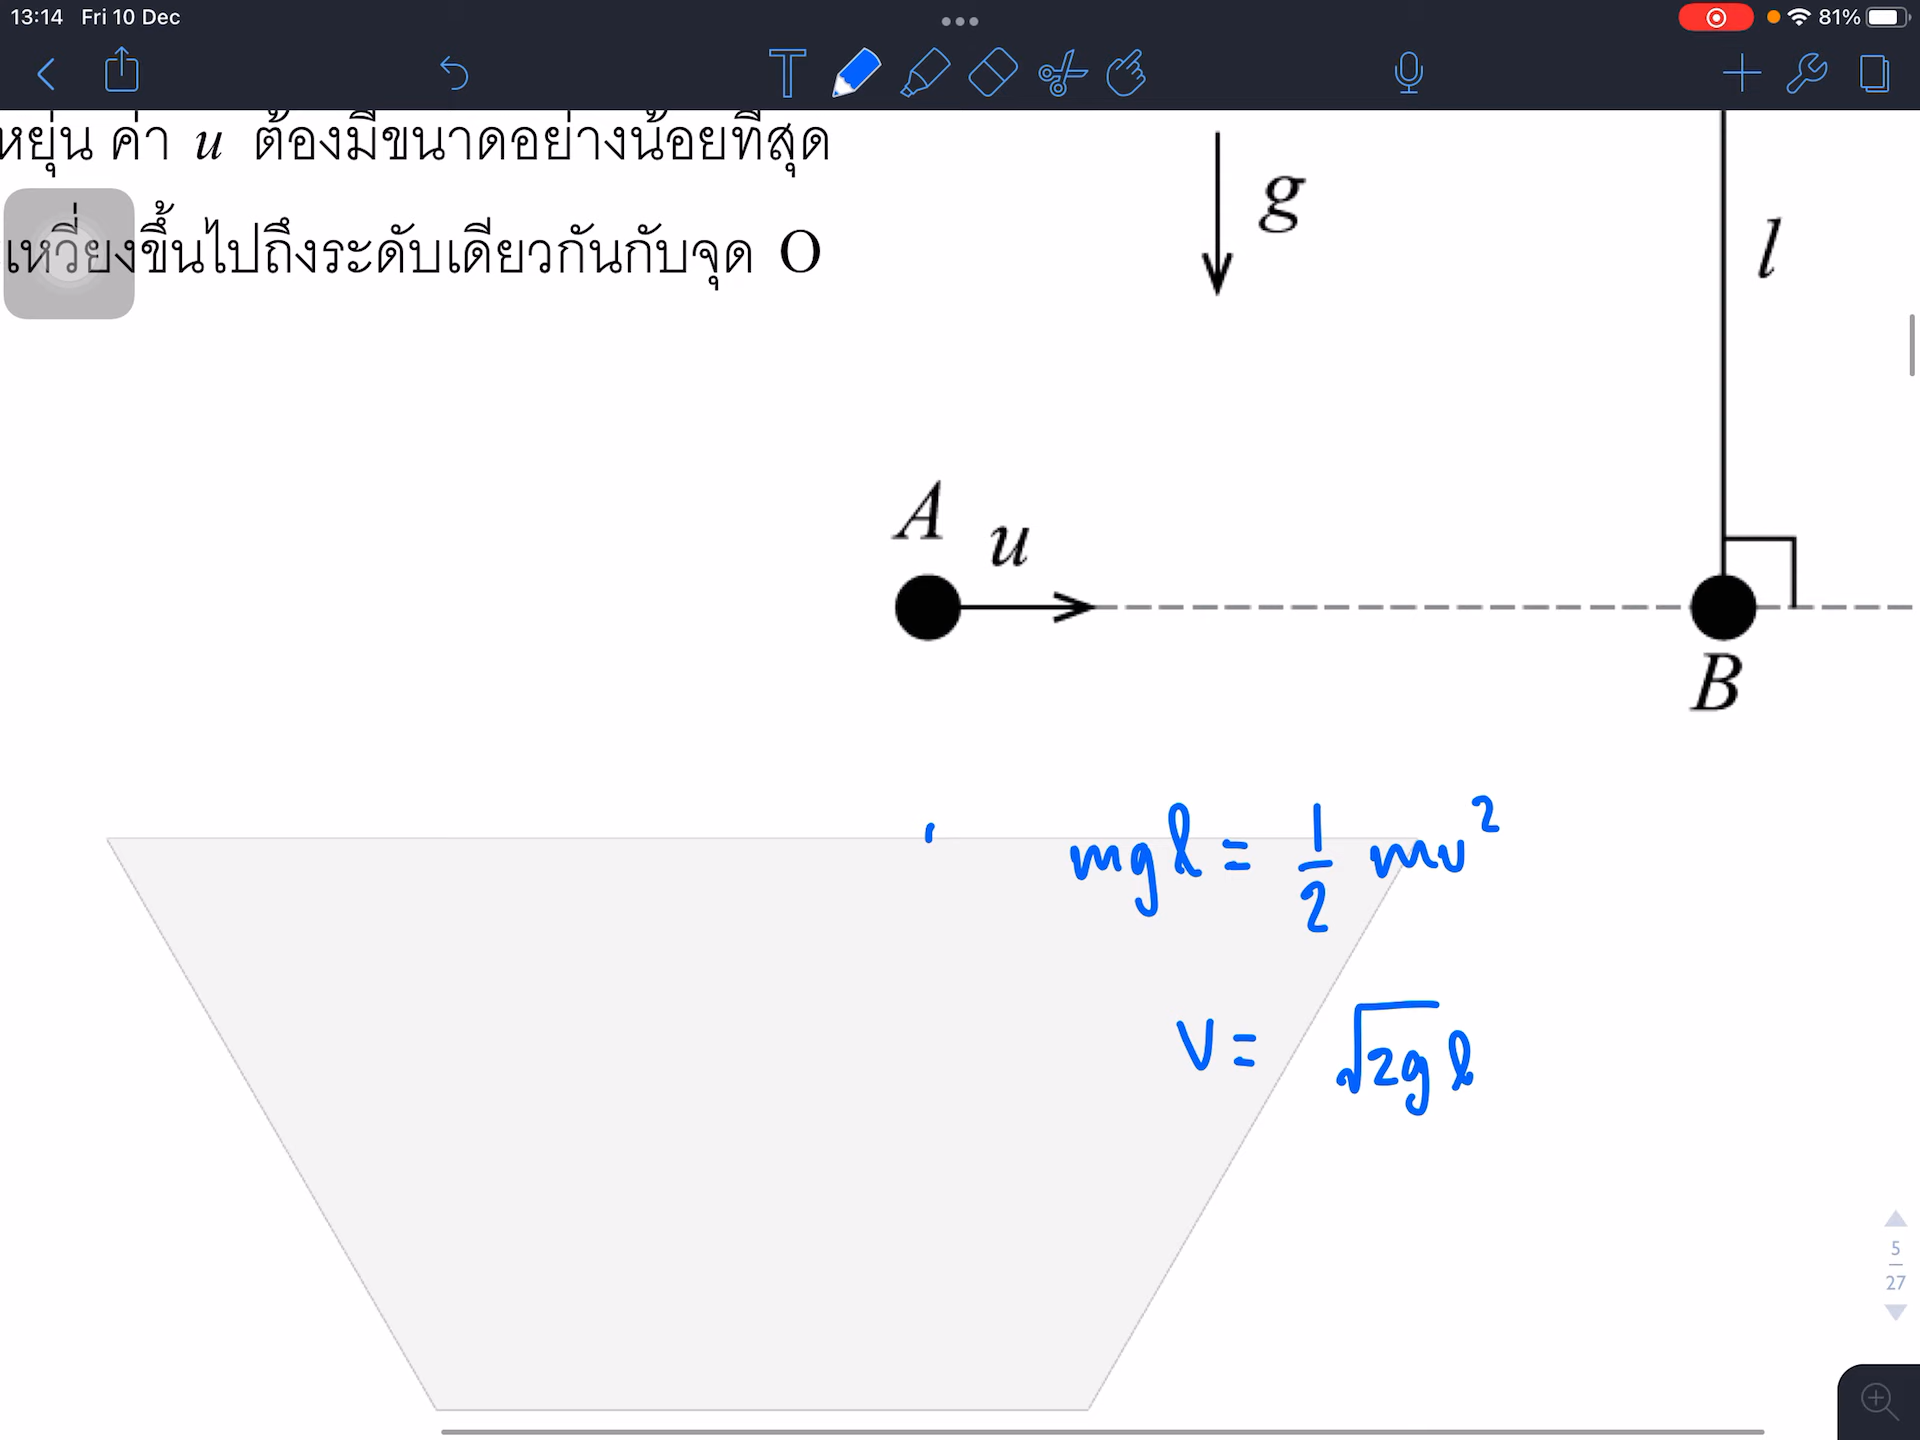 13:14 Fri 10 Dec
81%
T
หยุ่น ค่า u ต้องมีขนาดอย่างน้อยที่สุด
เหวี่ยงขึ้นไปถึงระดับเดียวกันกับจุด O
g
l
A
u
B
mgl = 1/2 mv²
v = √2gl
5
27